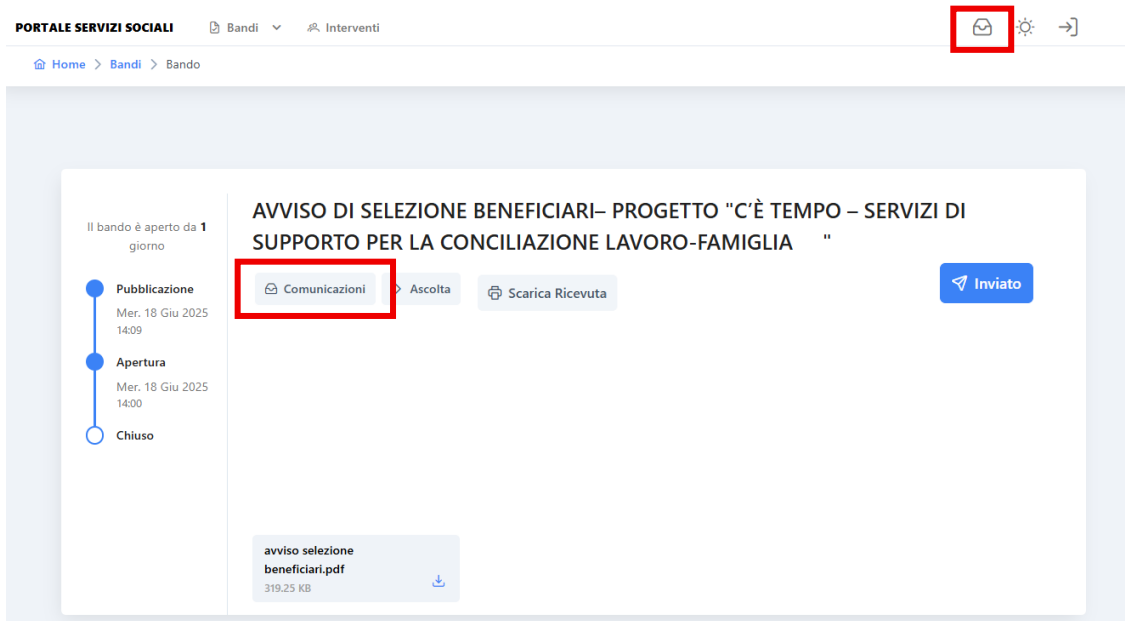 PORTALE SERVIZI SOCIALI
Bandi
Interventi
Home > Bandi > Bando
Il bando è aperto da 1
giorno
Pubblicazione
Mer. 18 Giu 2025
14:09
Apertura
Mer. 18 Giu 2025
14:00
Chiuso
AVVISO DI SELEZIONE BENEFICIARI– PROGETTO "C'È TEMPO – SERVIZI DI
SUPPORTO PER LA CONCILIAZIONE LAVORO-FAMIGLIA "
Comunicazioni
Ascolta
Scarica Ricevuta
Inviato
avviso selezione
beneficiari.pdf
319.25 KB